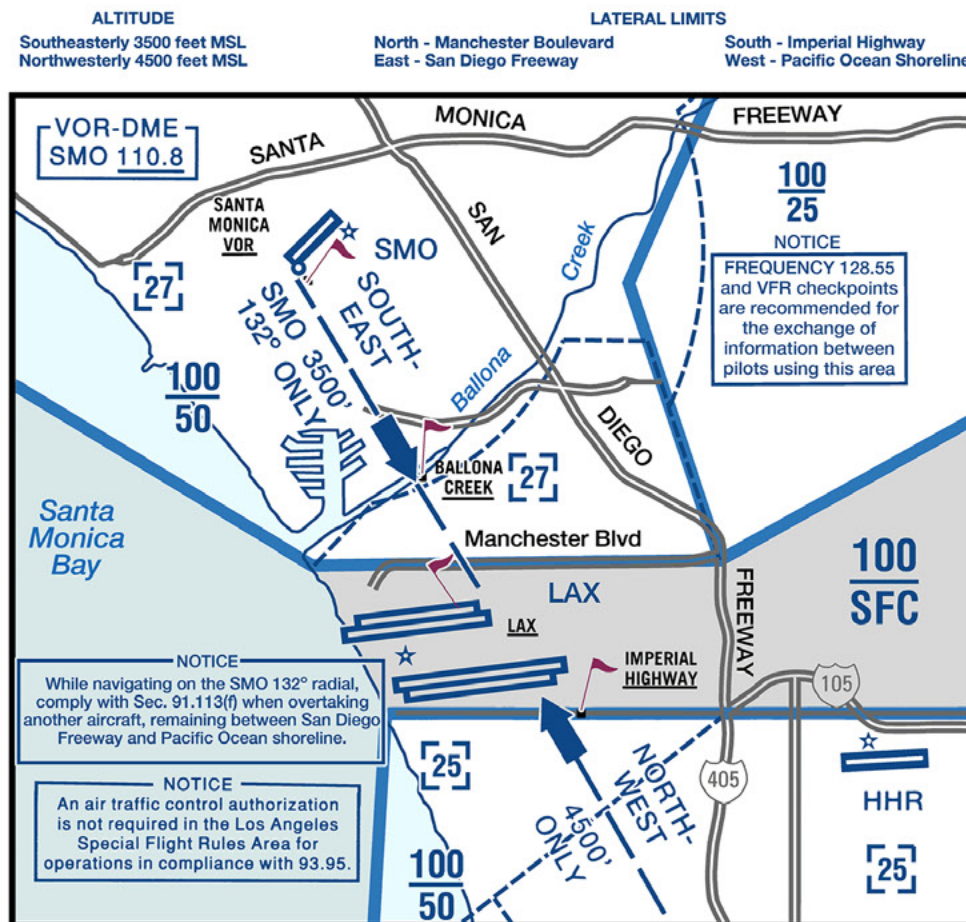 ALTITUDE
Southeasterly 3500 feet MSL
Northwesterly 4500 feet MSL
LATERAL LIMITS
North - Manchester Boulevard
East - San Diego Freeway
South - Imperial Highway
West - Pacific Ocean Shoreline
VOR-DME
SMO 110.8
SANTA
MONICA
FREEWAY
SANTA
MONICA
VOR
SMO
SAN
DIEGO
FREEWAY
Creek
Ballona
100
25
NOTICE
FREQUENCY 128.55
and VFR checkpoints
are recommended for
the exchange of
information between
pilots using this area
27
SOUTH-
EAST
SMO 3500'
132° ONLY
100
50
BALLONA
CREEK
27
Santa
Monica
Bay
Manchester Blvd
LAX
100
SFC
LAX
IMPERIAL
HIGHWAY
NOTICE
While navigating on the SMO 132° radial,
comply with Sec. 91.113(f) when overtaking
another aircraft, remaining between San Diego
Freeway and Pacific Ocean shoreline.
105
25
NOTICE
An air traffic control authorization
is not required in the Los Angeles
Special Flight Rules Area for
operations in compliance with 93.95.
NORTH-
WEST
4500'
ONLY
405
HHR
25
100
50